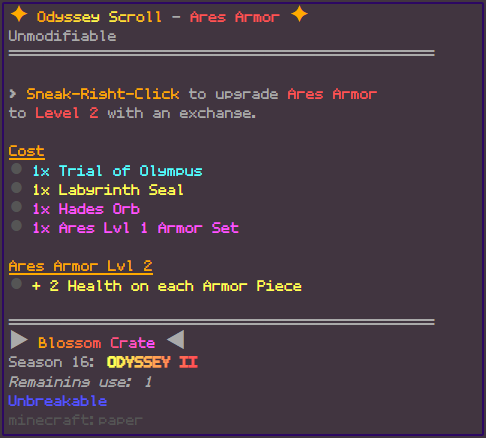 ✦ Odyssey Scroll - Ares Armor ✦
Unmodifiable
> Sneak-Right-Click to upgrade Ares Armor
to Level 2 with an exchange.
Cost
● 1x Trial of Olympus
● 1x Labyrinth Seal
● 1x Hades Orb
● 1x Ares Lvl 1 Armor Set
Ares Armor Lvl 2
● + 2 Health on each Armor Piece
▶ Blossom Crate ◀
Season 16: ODYSSEY II
Remaining use: 1
Unbreakable
minecraft:paper